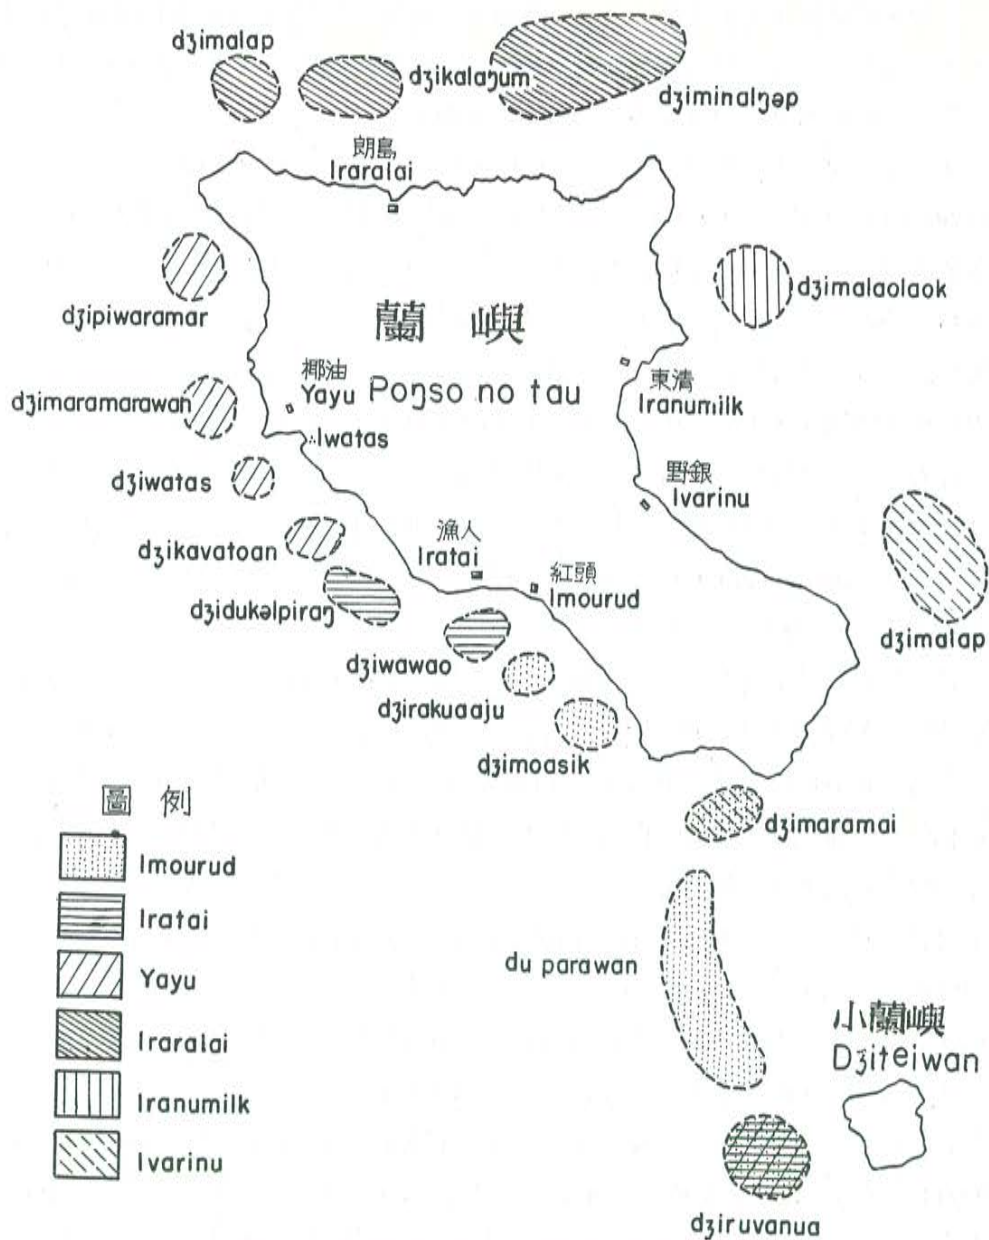 dʒimalap
dʒikalaŋum
dʒiminalŋəp
朗島
Iraralai
dʒipiwaramar
dʒimalaolaok
蘭嶼
Poŋso no tau
椰油
Yayu
東清
Iranumilk
dʒimaramarawah
Iwatas
dʒiwatas
野銀
Ivarinu
dʒikavatoan
漁人
Iratai
紅頭
Imourud
dʒidukəlpiraŋ
dʒimalap
dʒiwawao
dʒirakuaaju
dʒimoasik
dʒimaramai
圖例
Imourud
Iratai
Yayu
Iraralai
Iranumilk
Ivarinu
du parawan
小蘭嶼
Dʒiteiwan
dʒiruvanua